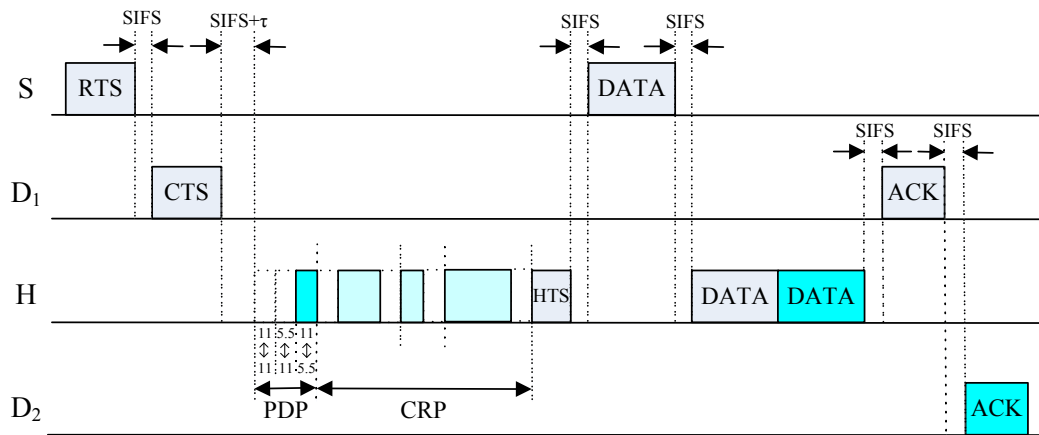 SIFS SIFS+τ SIFS SIFS
S RTS DATA
SIFS SIFS
D1 CTS ACK
H HTS DATA DATA
11 5.5 11
↕ ↕ ↕
11 11 5.5
PDP CRP
D2 ACK